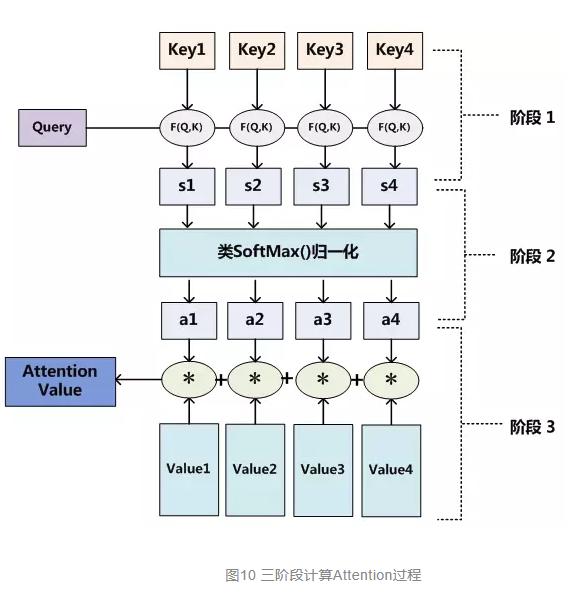 Key1 Key2 Key3 Key4
阶段 1
Query F(Q,K) F(Q,K) F(Q,K) F(Q,K)
s1 s2 s3 s4
类SoftMax()归一化
阶段 2
a1 a2 a3 a4
Attention
Value
* + * + * + *
阶段 3
Value1 Value2 Value3 Value4
图10 三阶段计算Attention过程